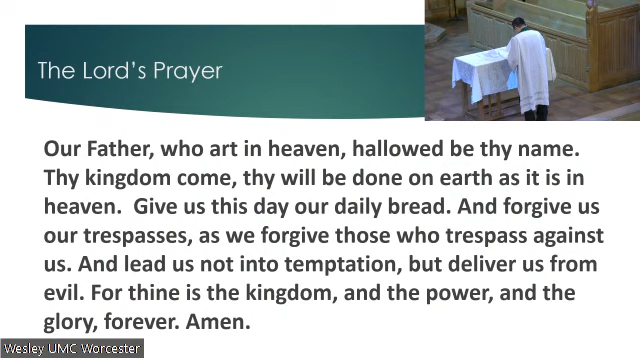 The Lord's Prayer
Our Father, who art in heaven, hallowed be thy name.
Thy kingdom come, thy will be done on earth as it is in
heaven.  Give us this day our daily bread. And forgive us
our trespasses, as we forgive those who trespass against
us. And lead us not into temptation, but deliver us from
evil. For thine is the kingdom, and the power, and the
glory, forever. Amen.
Wesley UMC Worcester